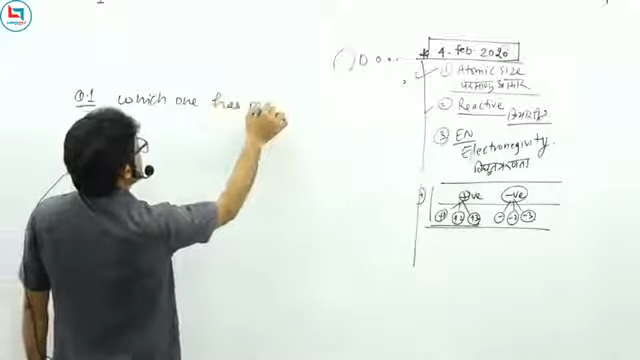 Q.1 which one has
4-feb-2020
① Atomic size
परमाणु आकार
② Reactive
③ EN
Electronegivity.
विद्युतऋणता
+ve -ve
+1 +2 +3 - -2 -3